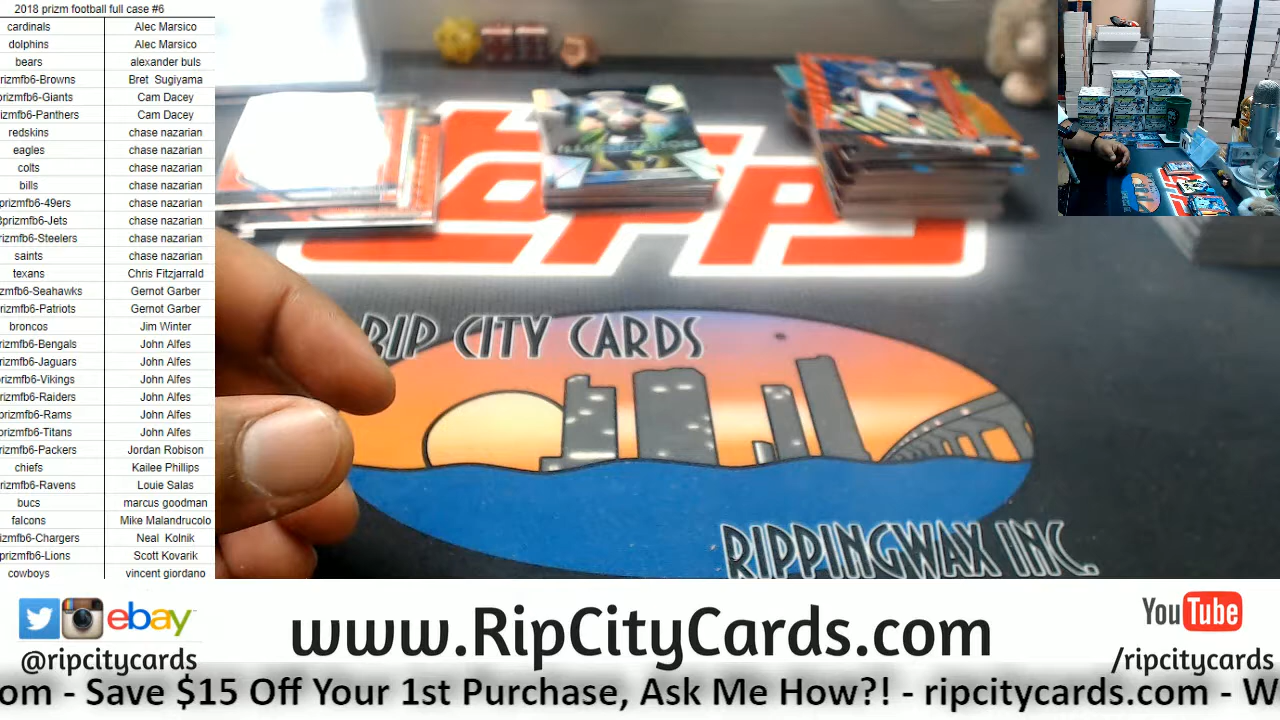 2018 prizm football full case #6
cardinals Alec Marsico
dolphins Alec Marsico
bears alexander buls
rizmfb6-Browns Bret Sugiyama
prizmfb6-Giants Cam Dacey
izmfb6-Panthers Cam Dacey
redskins chase nazarian
eagles chase nazarian
colts chase nazarian
bills chase nazarian
prizmfb6-49ers chase nazarian
8prizmfb6-Jets chase nazarian
rizmfb6-Steelers chase nazarian
saints chase nazarian
texans Chris Fitzjarrald
zmfb6-Seahawks Gernot Garber
rizmfb6-Patriots Gernot Garber
broncos Jim Winter
rizmfb6-Bengals John Alfes
izmfb6-Jaguars John Alfes
rizmfb6-Vikings John Alfes
rizmfb6-Raiders John Alfes
prizmfb6-Rams John Alfes
prizmfb6-Titans John Alfes
izmfb6-Packers Jordan Robison
chiefs Kailee Phillips
rizmfb6-Ravens Louie Salas
bucs marcus goodman
falcons Mike Malandrucolo
izmfb6-Chargers Neal Kolnik
prizmfb6-Lions Scott Kovarik
cowboys vincent giordano
RIP CITY CARDS
RIPPINGWAX INC.
ebay
@ripcitycards
www.RipCityCards.com
YouTube
/ripcitycards
om - Save $15 Off Your 1st Purchase, Ask Me How?! - ripcitycards.com - W